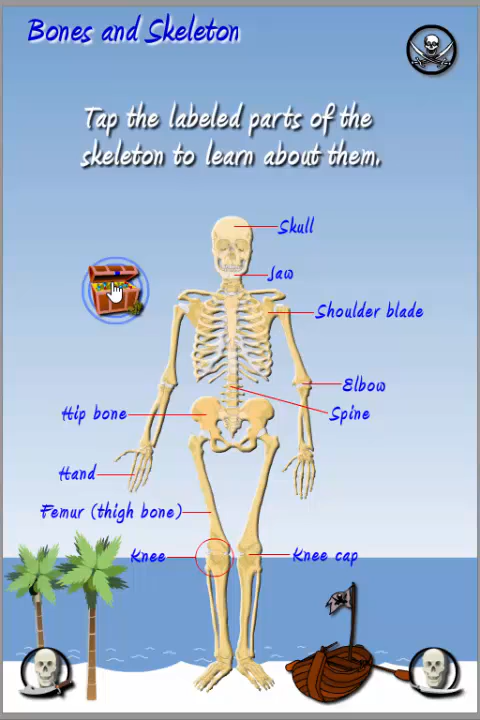 Bones and Skeleton
Tap the labeled parts of the
skeleton to learn about them.
Skull
Jaw
Shoulder blade
Elbow
Hip bone
Spine
Hand
Femur (thigh bone)
Knee
Knee cap